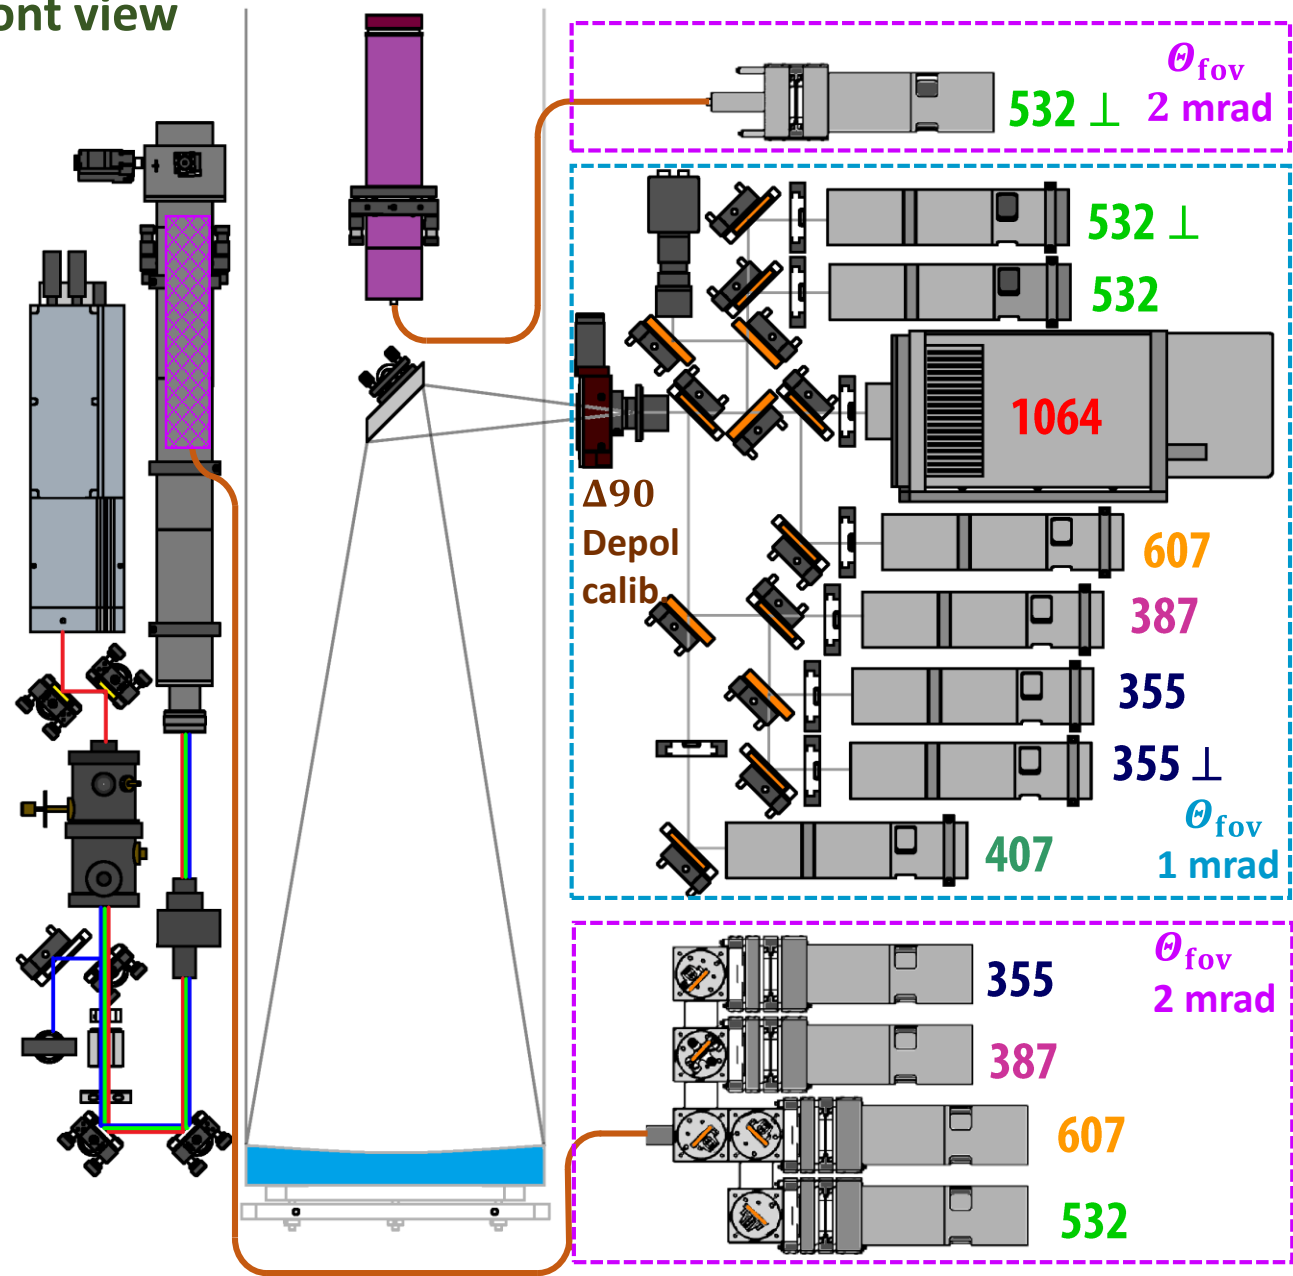 ont view
Θfov
532 ⊥ 2 mrad
532 ⊥
532
1064
Δ90
Depol
calib.
607
387
355
355 ⊥
Θfov
407 1 mrad
Θfov
355 2 mrad
387
607
532